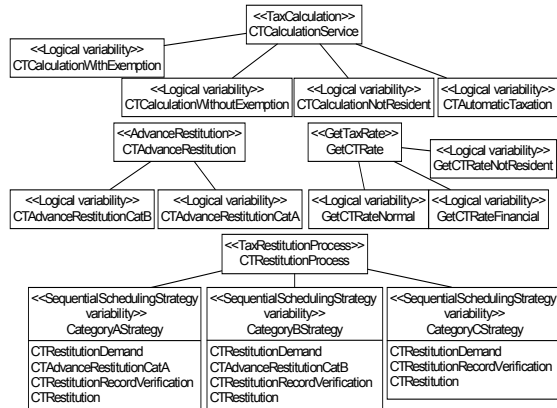 <<TaxCalculation>>
CTCalculationService
<<Logical variability>>
CTCalculationWithExemption
<<Logical variability>>
CTCalculationWithoutExemption
<<Logical variability>>
CTCalculationNotResident
<<Logical variability>>
CTAutomaticTaxation
<<AdvanceRestitution>>
CTAdvanceRestitution
<<GetTaxRate>>
GetCTRate
<<Logical variability>>
GetCTRateNotResident
<<Logical variability>>
CTAdvanceRestitutionCatB
<<Logical variability>>
CTAdvanceRestitutionCatA
<<Logical variability>>
GetCTRateNormal
<<Logical variability>>
GetCTRateFinancial
<<TaxRestitutionProcess>>
CTRestitutionProcess
<<SequentialSchedulingStrategy
variability>>
CategoryAStrategy
CTRestitutionDemand
CTAdvanceRestitutionCatA
CTRestitutionRecordVerification
CTRestitution
<<SequentialSchedulingStrategy
variability>>
CategoryBStrategy
CTRestitutionDemand
CTAdvanceRestitutionCatB
CTRestitutionRecordVerification
CTRestitution
<<SequentialSchedulingStrategy
variability>>
CategoryCStrategy
CTRestitutionDemand
CTRestitutionRecordVerification
CTRestitution